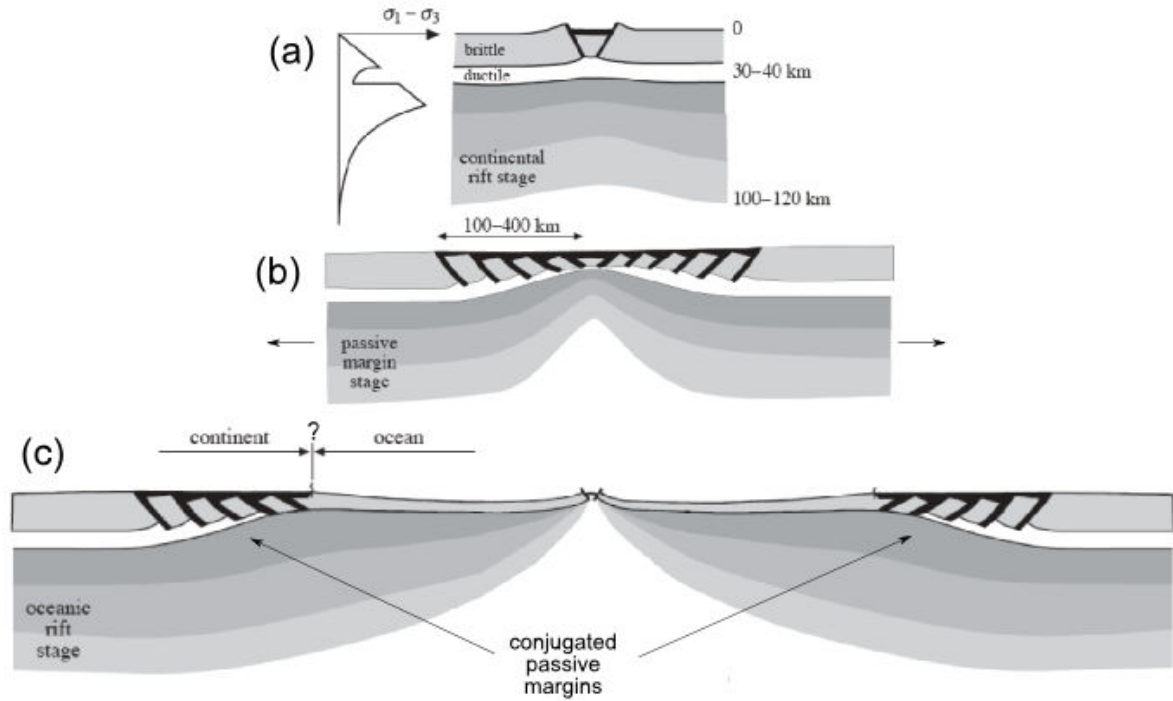 (a)
σ₁ − σ₃
brittle
ductile
continental
rift stage
0
30–40 km
100–120 km
(b)
100–400 km
passive
margin
stage
(c)
continent
?
ocean
oceanic
rift
stage
conjugated
passive
margins